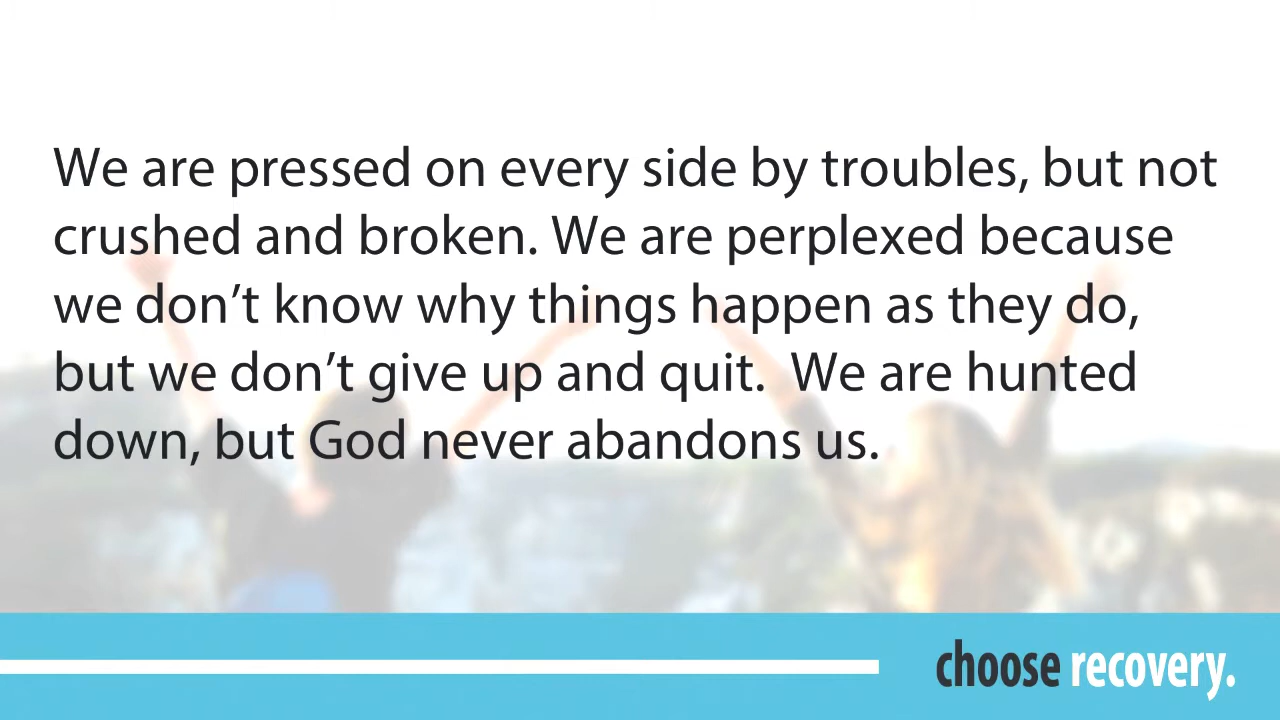 We are pressed on every side by troubles, but not
crushed and broken. We are perplexed because
we don’t know why things happen as they do,
but we don’t give up and quit.  We are hunted
down, but God never abandons us.
choose recovery.